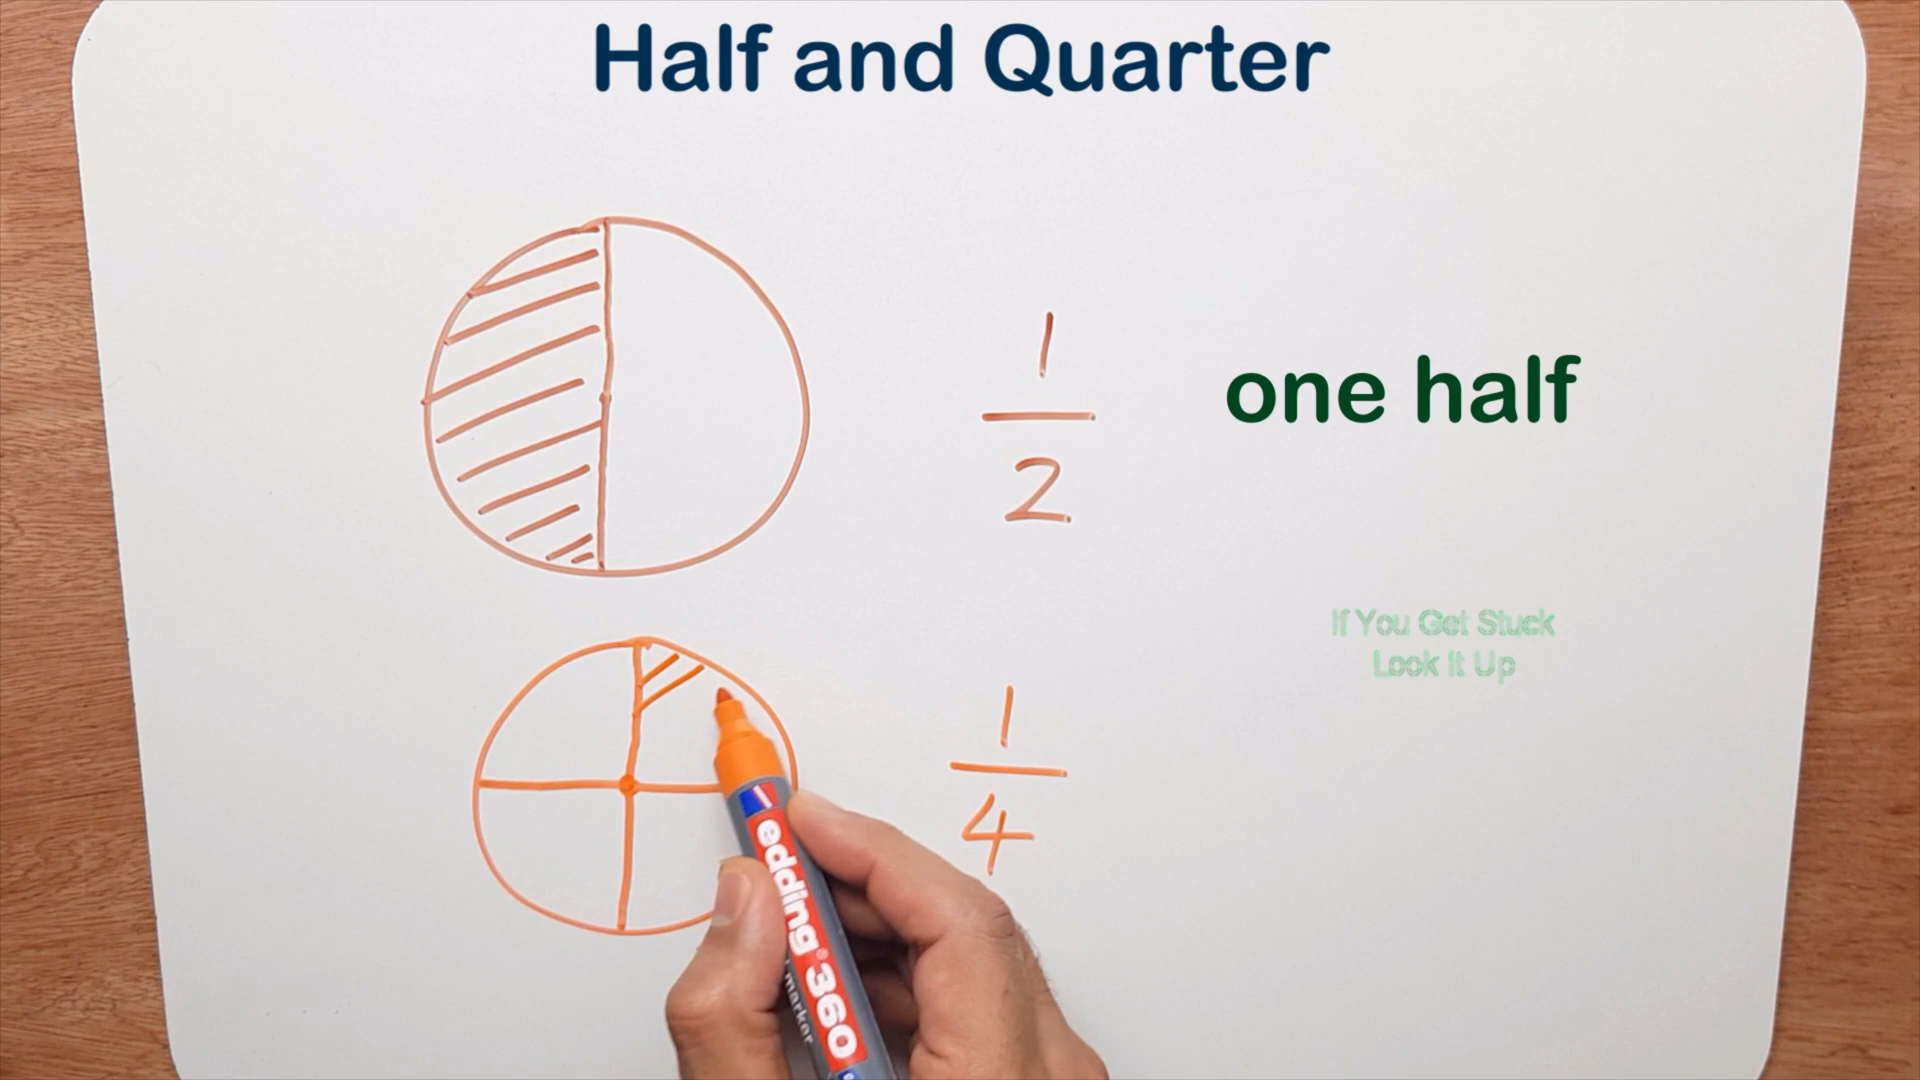 Half and Quarter
1
2
one half
If You Get Stuck
Look It Up
1
4
edding 360
marker